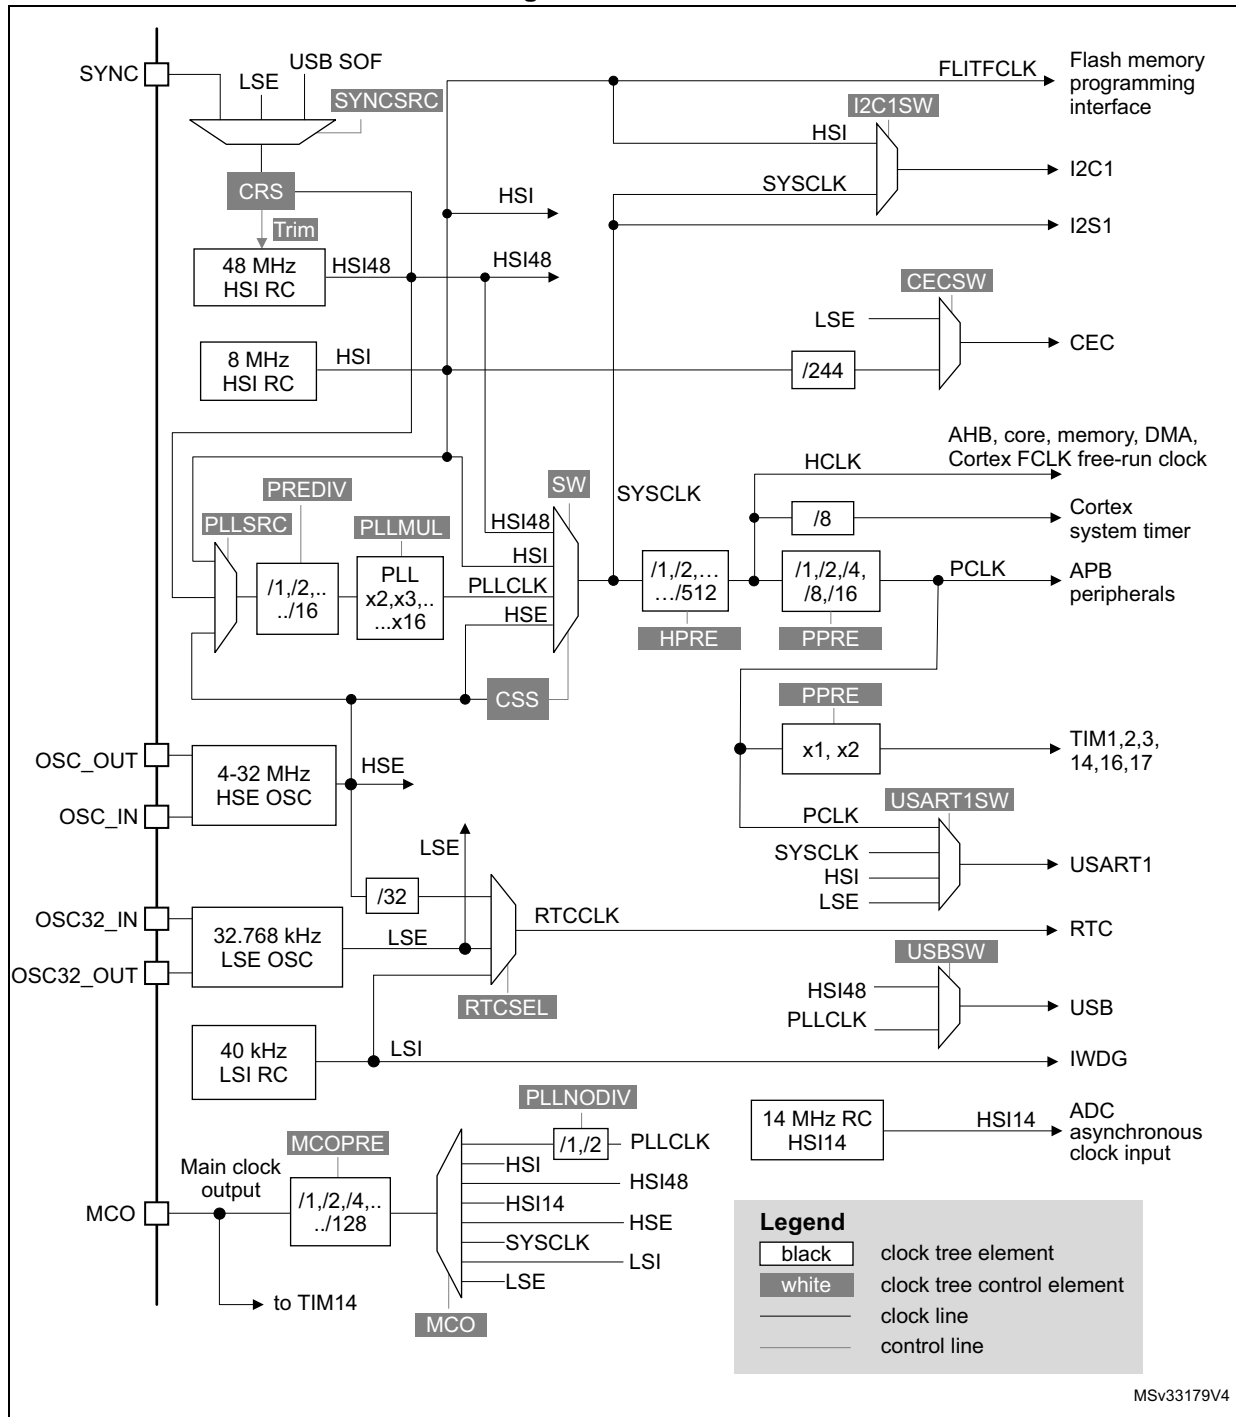 SYNC
USB SOF
LSE
SYNCSRC
CRS
Trim
48 MHz
HSI RC
HSI48
HSI48
HSI
8 MHz
HSI RC
HSI
FLITFCLK
Flash memory
programming
interface
I2C1SW
HSI
SYSCLK
I2C1
I2S1
CECSW
LSE
/244
CEC
AHB, core, memory, DMA,
Cortex FCLK free-run clock
HCLK
/8
Cortex
system timer
PLLSRC
PREDIV
/1,/2,..
../16
PLLMUL
PLL
x2,x3,..
...x16
SW
HSI48
HSI
PLLCLK
HSE
SYSCLK
/1,/2,...
.../512
HPRE
/1,/2,/4,
/8,/16
PPRE
PCLK
APB
peripherals
CSS
PPRE
x1, x2
TIM1,2,3,
14,16,17
OSC_OUT
OSC_IN
4-32 MHz
HSE OSC
HSE
USART1SW
PCLK
SYSCLK
HSI
LSE
USART1
LSE
/32
RTCCLK
RTC
OSC32_IN
OSC32_OUT
32.768 kHz
LSE OSC
LSE
RTCSEL
USBSW
HSI48
PLLCLK
USB
40 kHz
LSI RC
LSI
IWDG
14 MHz RC
HSI14
HSI14
ADC
asynchronous
clock input
PLLNODIV
/1,/2
PLLCLK
HSI
HSI48
HSI14
HSE
SYSCLK
LSI
LSE
MCO
MCOPRE
/1,/2,/4,..
../128
Main clock
output
MCO
to TIM14
Legend
black clock tree element
white clock tree control element
clock line
control line
MSv33179V4